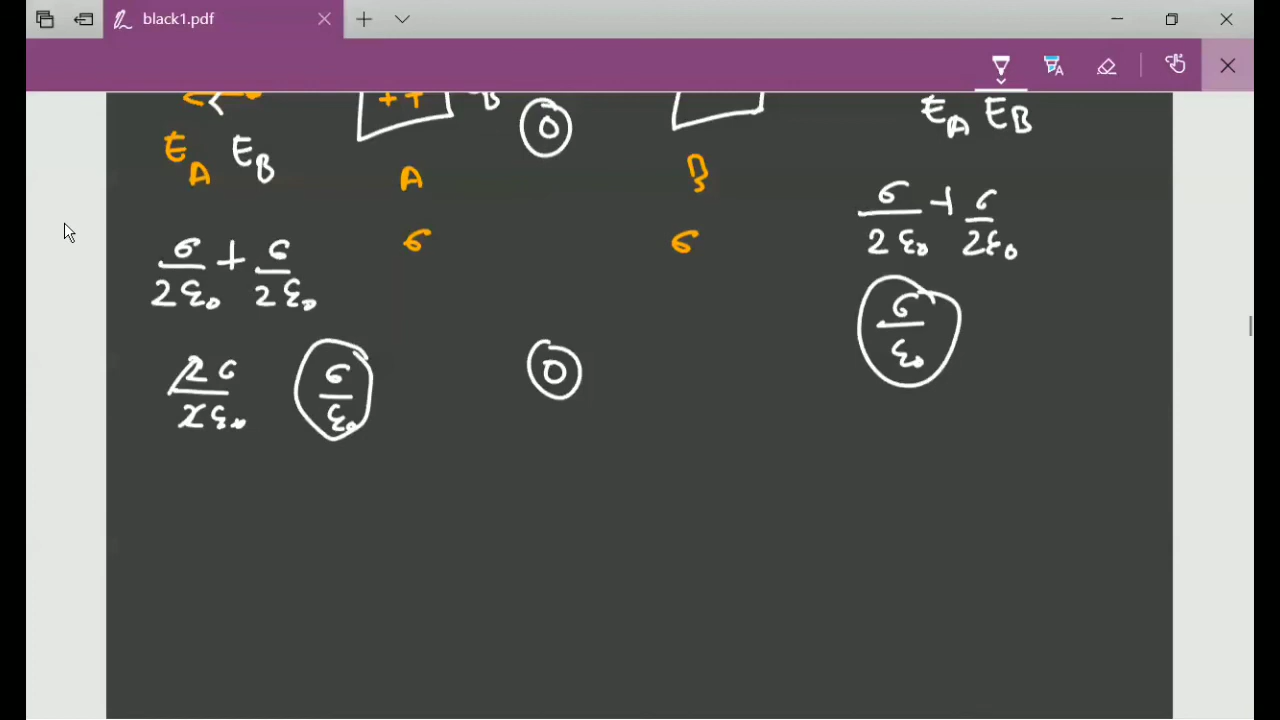 black1.pdf
+ +
B
E_A E_B
0
E_A E_B
A
B
σ/2ε₀ + σ/2ε₀
σ
σ
σ/2ε₀ + σ/2ε₀
σ/ε₀
2σ/2ε₀
σ/ε₀
0